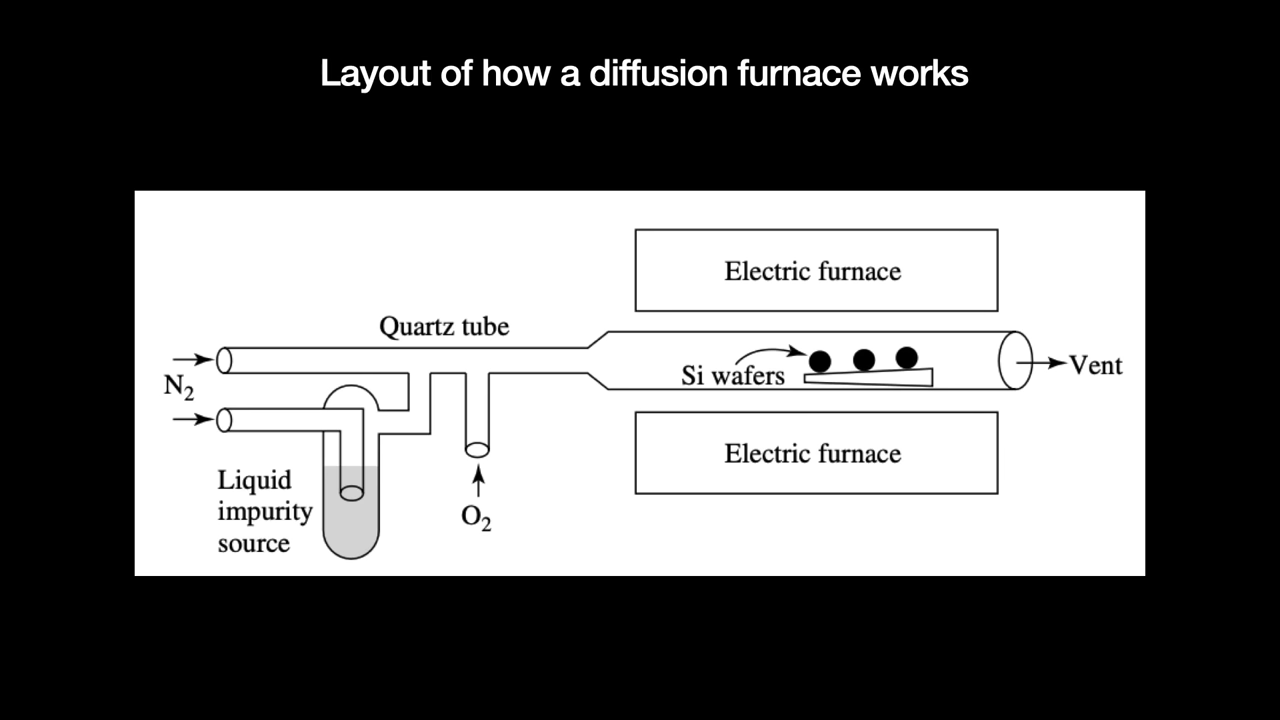 Layout of how a diffusion furnace works
Electric furnace
Quartz tube
N₂
Si wafers
Vent
Electric furnace
Liquid
impurity
source
O₂